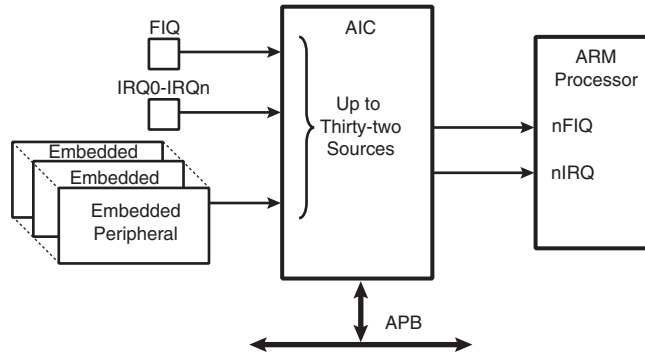 FIQ
IRQ0-IRQn
Embedded
Embedded
Embedded
Peripheral
AIC
Up to
Thirty-two
Sources
ARM
Processor
nFIQ
nIRQ
APB